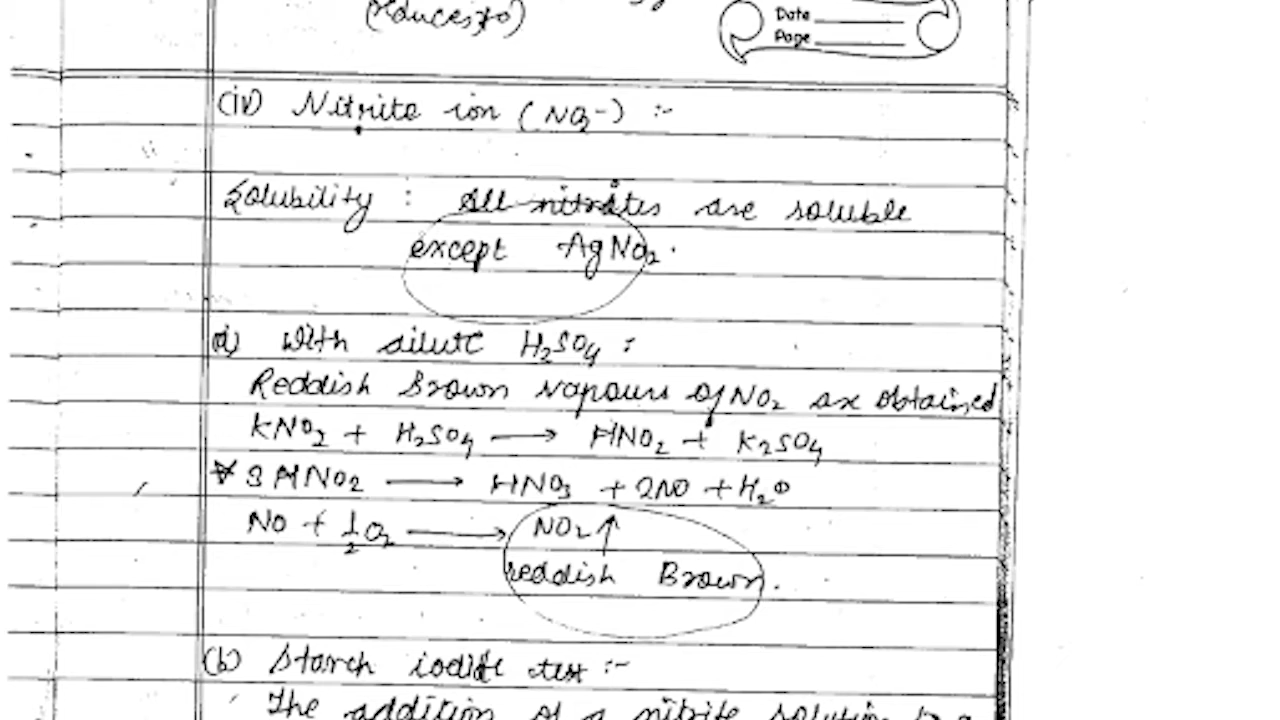 (reduces to)
Date
Page
(iv) Nitrite ion (NO2-) :-
Solubility : All nitrites are soluble
except AgNO2.
a) With dilute H2SO4 :
Reddish Brown vapours of NO2 are obtained
KNO2 + H2SO4 ⟶ HNO2 + K2SO4
3HNO2 ⟶ HNO3 + 2NO + H2O
NO + 1/2 O2 ⟶ NO2↑
reddish Brown.
(b) Starch iodide test :-
The addition of a nitrite solution